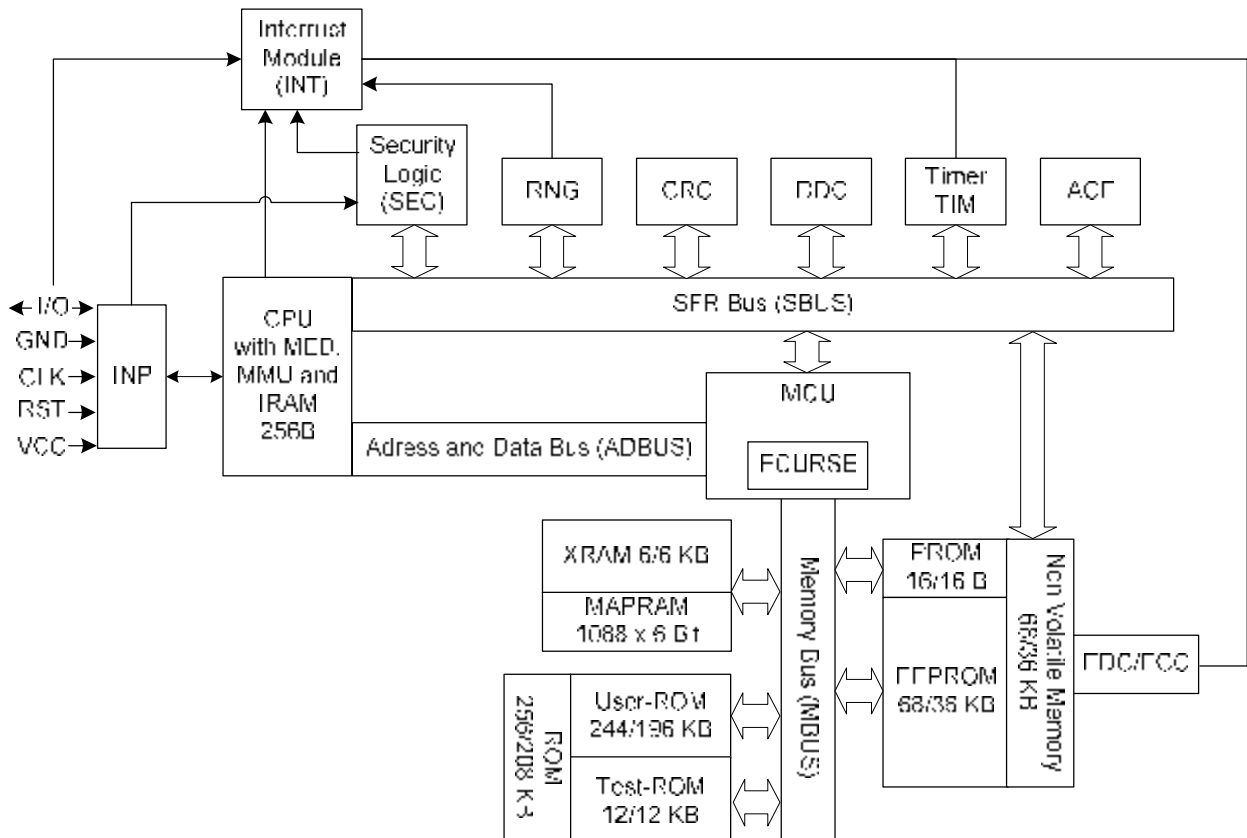 Interrust
Module
(INT)
Security
Logic
(SEC)
RNG
CRC
DDC
Timer
TIM
ACE
SFR Bus (SBUS)
I/O
GND
CLK
RST
VCC
INP
CPU
with MED,
MMU and
IRAM
256B
MCU
Adress and Data Bus (ADBUS)
FCURSE
XRAM 6/6 KB
MAPRAM
1088 x 6 Bit
Memory Bus (MBUS)
PROM
16/16 B
EEPROM
68/36 KB
Non Volatile Memory
68/36 KB
EDC/ECC
ROM
256/208 KB
User-ROM
244/196 KB
Test-ROM
12/12 KB